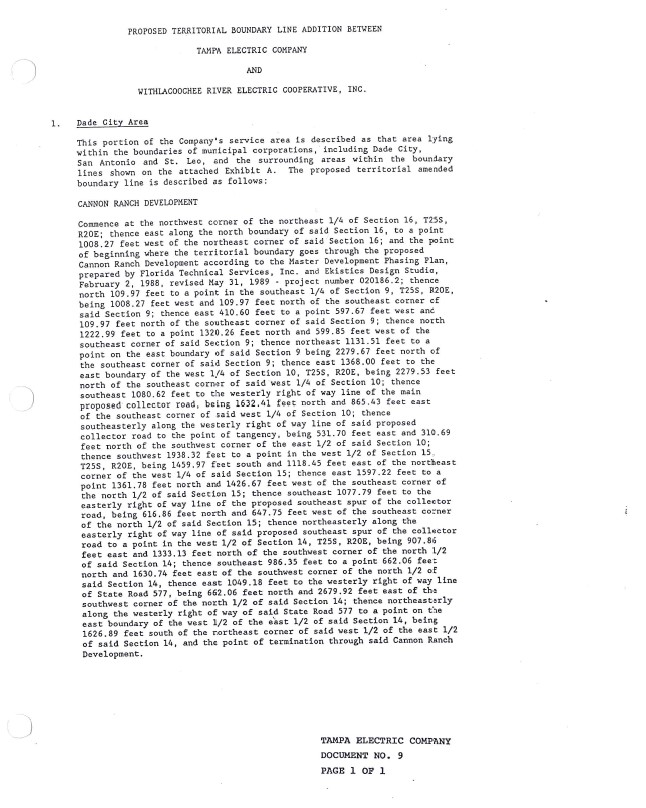 PROPOSED TERRITORIAL BOUNDARY LINE ADDITION BETWEEN
TAMPA ELECTRIC COMPANY
AND
WITHLACOOCHEE RIVER ELECTRIC COOPERATIVE, INC.
1. Dade City Area
This portion of the Company's service area is described as that area lying
within the boundaries of municipal corporations, including Dade City,
San Antonio and St. Leo, and the surrounding areas within the boundary
lines shown on the attached Exhibit A. The proposed territorial amended
boundary line is described as follows:
CANNON RANCH DEVELOPMENT
Commence at the northwest corner of the northeast 1/4 of Section 16, T25S,
R20E; thence east along the north boundary of said Section 16, to a point
1008.27 feet west of the northeast corner of said Section 16; and the point
of beginning where the territorial boundary goes through the proposed
Cannon Ranch Development according to the Master Development Phasing Plan,
prepared by Florida Technical Services, Inc. and Ekistics Design Studio,
February 2, 1988, revised May 31, 1989 - project number 020186.2; thence
north 109.97 feet to a point in the southeast 1/4 of Section 9, T25S, R20E,
being 1008.27 feet west and 109.97 feet north of the southeast corner of
said Section 9; thence east 410.60 feet to a point 597.67 feet west and
109.97 feet north of the southeast corner of said Section 9; thence north
1222.99 feet to a point 1320.26 feet north and 599.85 feet west of the
southeast corner of said Section 9; thence northeast 1131.51 feet to a
point on the east boundary of said Section 9 being 2279.67 feet north of
the southeast corner of said Section 9; thence east 1368.00 feet to the
east boundary of the west 1/4 of Section 10, T25S, R20E, being 2279.53 feet
north of the southeast corner of said west 1/4 of Section 10; thence
southeast 1080.62 feet to the westerly right of way line of the main
proposed collector road, being 1632.41 feet north and 865.43 feet east
of the southeast corner of said west 1/4 of Section 10; thence
southeasterly along the westerly right of way line of said proposed
collector road to the point of tangency, being 531.70 feet east and 310.69
feet north of the southwest corner of the east 1/2 of said Section 10;
thence southwest 1938.32 feet to a point in the west 1/2 of Section 15,
T25S, R20E, being 1459.97 feet south and 1118.45 feet east of the northeast
corner of the west 1/4 of said Section 15; thence east 1597.22 feet to a
point 1361.78 feet north and 1426.67 feet west of the southeast corner of
the north 1/2 of said Section 15; thence southeast 1077.79 feet to the
easterly right of way line of the proposed southeast spur of the collector
road, being 616.86 feet north and 647.75 feet west of the southeast corner
of the north 1/2 of said Section 15; thence northeasterly along the
easterly right of way line of said proposed southeast spur of the collector
road to a point in the west 1/2 of Section 14, T25S, R20E, being 907.86
feet east and 1333.13 feet north of the southwest corner of the north 1/2
of said Section 14; thence southeast 986.35 feet to a point 662.06 feet
north and 1630.74 feet east of the southwest corner of the north 1/2 of
said Section 14, thence east 1049.18 feet to the westerly right of way line
of State Road 577, being 662.06 feet north and 2679.92 feet east of the
southwest corner of the north 1/2 of said Section 14; thence northeasterly
along the westerly right of way of said State Road 577 to a point on the
east boundary of the west 1/2 of the east 1/2 of said Section 14, being
1626.89 feet south of the northeast corner of said west 1/2 of the east 1/2
of said Section 14, and the point of termination through said Cannon Ranch
Development.
TAMPA ELECTRIC COMPANY
DOCUMENT NO. 9
PAGE 1 OF 1